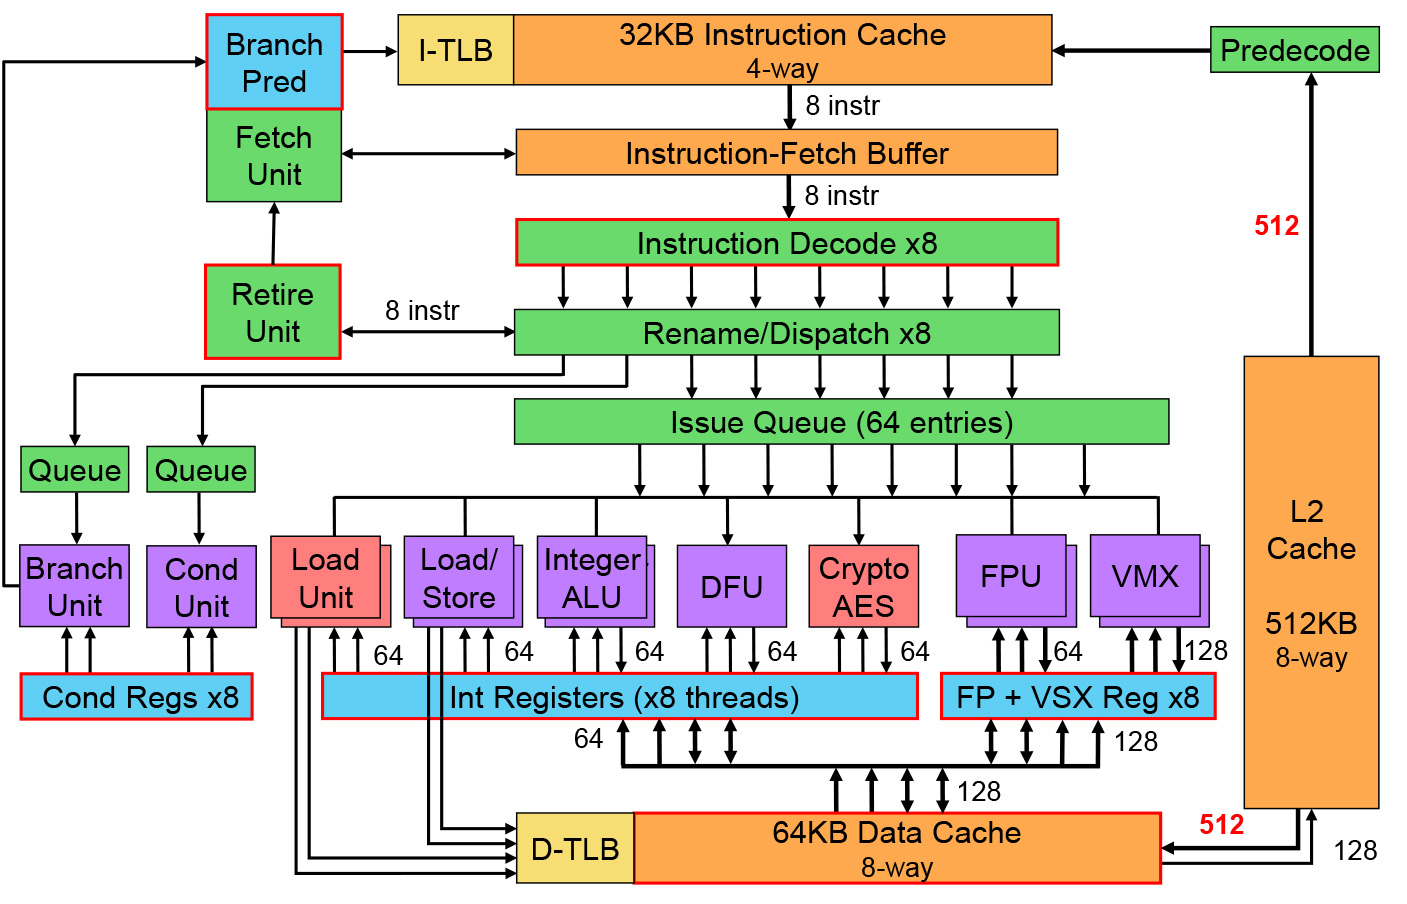 Branch
Pred
I-TLB
32KB Instruction Cache
4-way
Predecode
8 instr
Fetch
Unit
Instruction-Fetch Buffer
8 instr
512
Instruction Decode x8
Retire
Unit
8 instr
Rename/Dispatch x8
Issue Queue (64 entries)
Queue
Queue
L2
Cache
512KB
8-way
Branch
Unit
Cond
Unit
Load
Unit
Load/
Store
Integer
ALU
DFU
Crypto
AES
FPU
VMX
64
64
64
64
64
64
128
Cond Regs x8
Int Registers (x8 threads)
FP + VSX Reg x8
64
128
128
D-TLB
64KB Data Cache
8-way
512
128